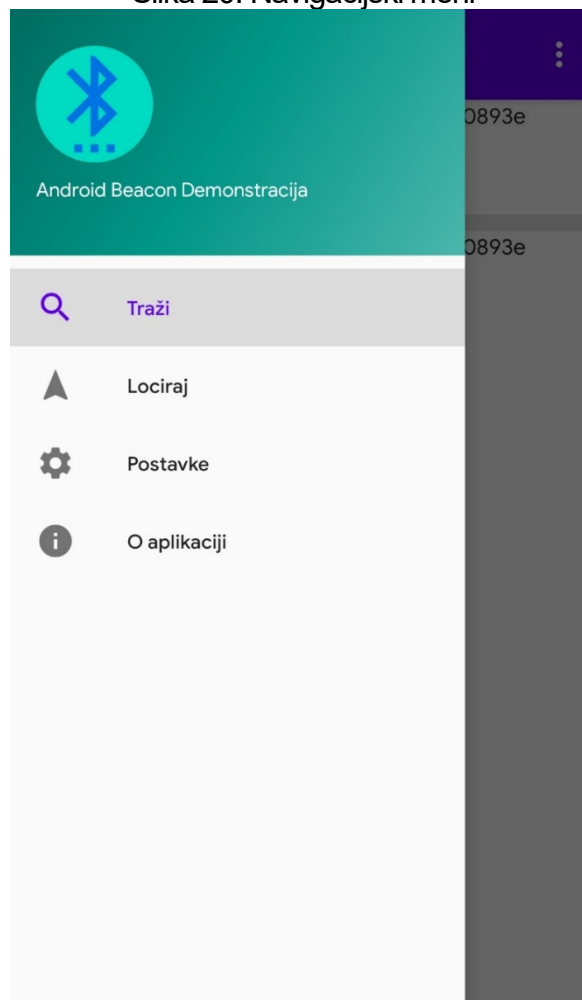 Android Beacon Demonstracija
0893e
0893e
Traži
Lociraj
Postavke
O aplikaciji